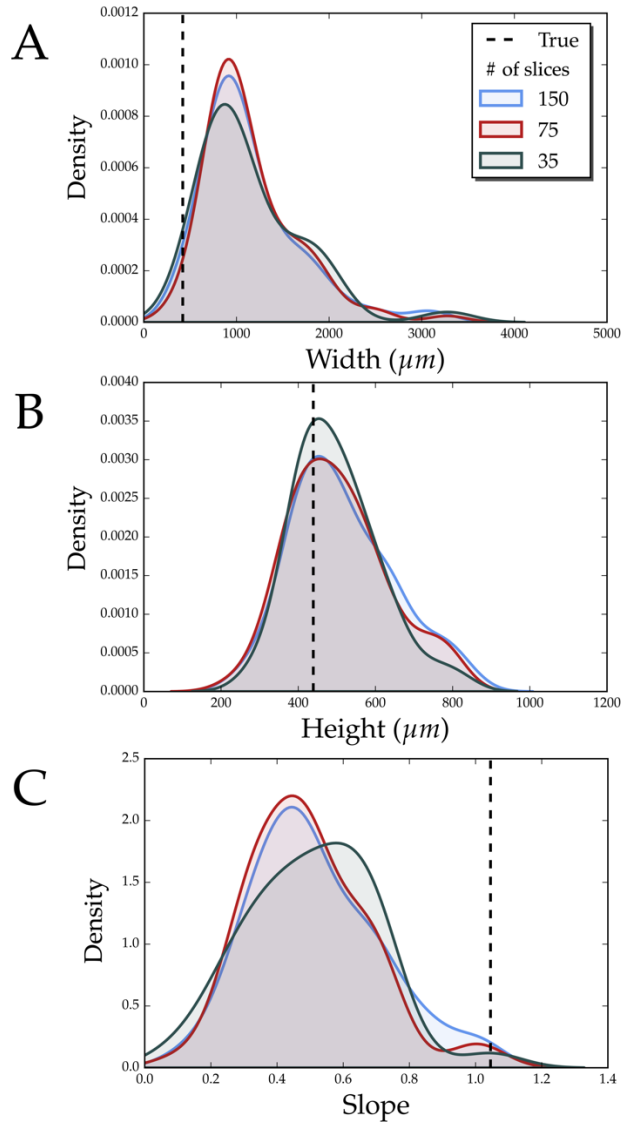 A
0.0012
0.0010
0.0008
0.0006
0.0004
0.0002
0.0000
Density
0 1000 2000 3000 4000 5000
Width (μm)
True
# of slices
150
75
35
B
0.0040
0.0035
0.0030
0.0025
0.0020
0.0015
0.0010
0.0005
0.0000
Density
0 200 400 600 800 1000 1200
Height (μm)
C
2.5
2.0
1.5
1.0
0.5
0.0
Density
0.0 0.2 0.4 0.6 0.8 1.0 1.2 1.4
Slope